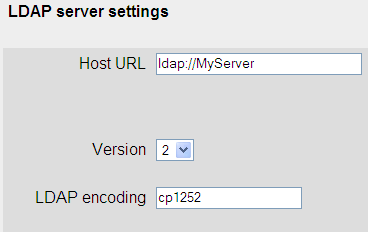 LDAP server settings
Host URL ldap://MyServer
Version 2
LDAP encoding cp1252